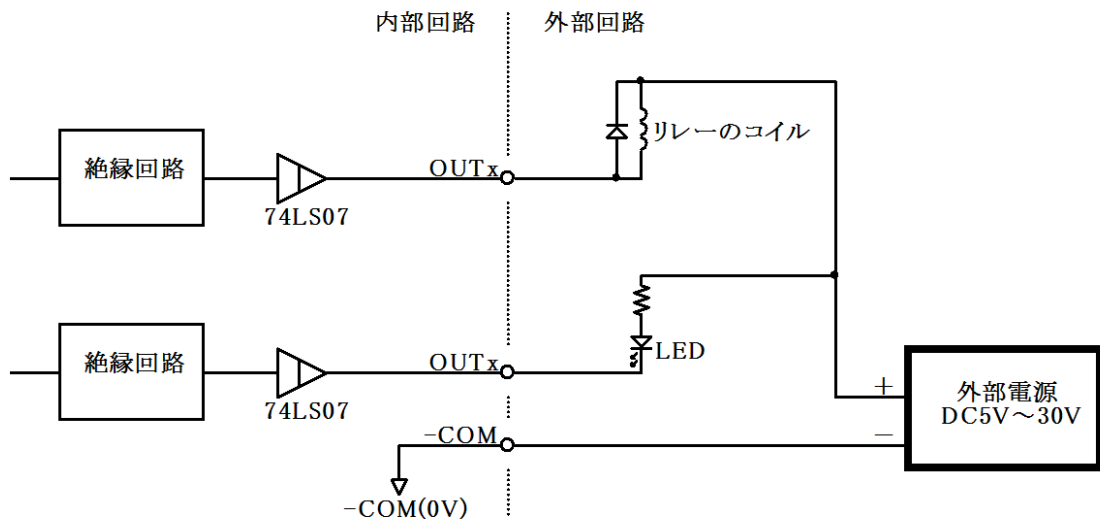 内部回路
外部回路
リレーのコイル
絶縁回路
OUTx
74LS07
LED
絶縁回路
OUTx
74LS07
+
外部電源
DC5V～30V
-COM
−
-COM(0V)